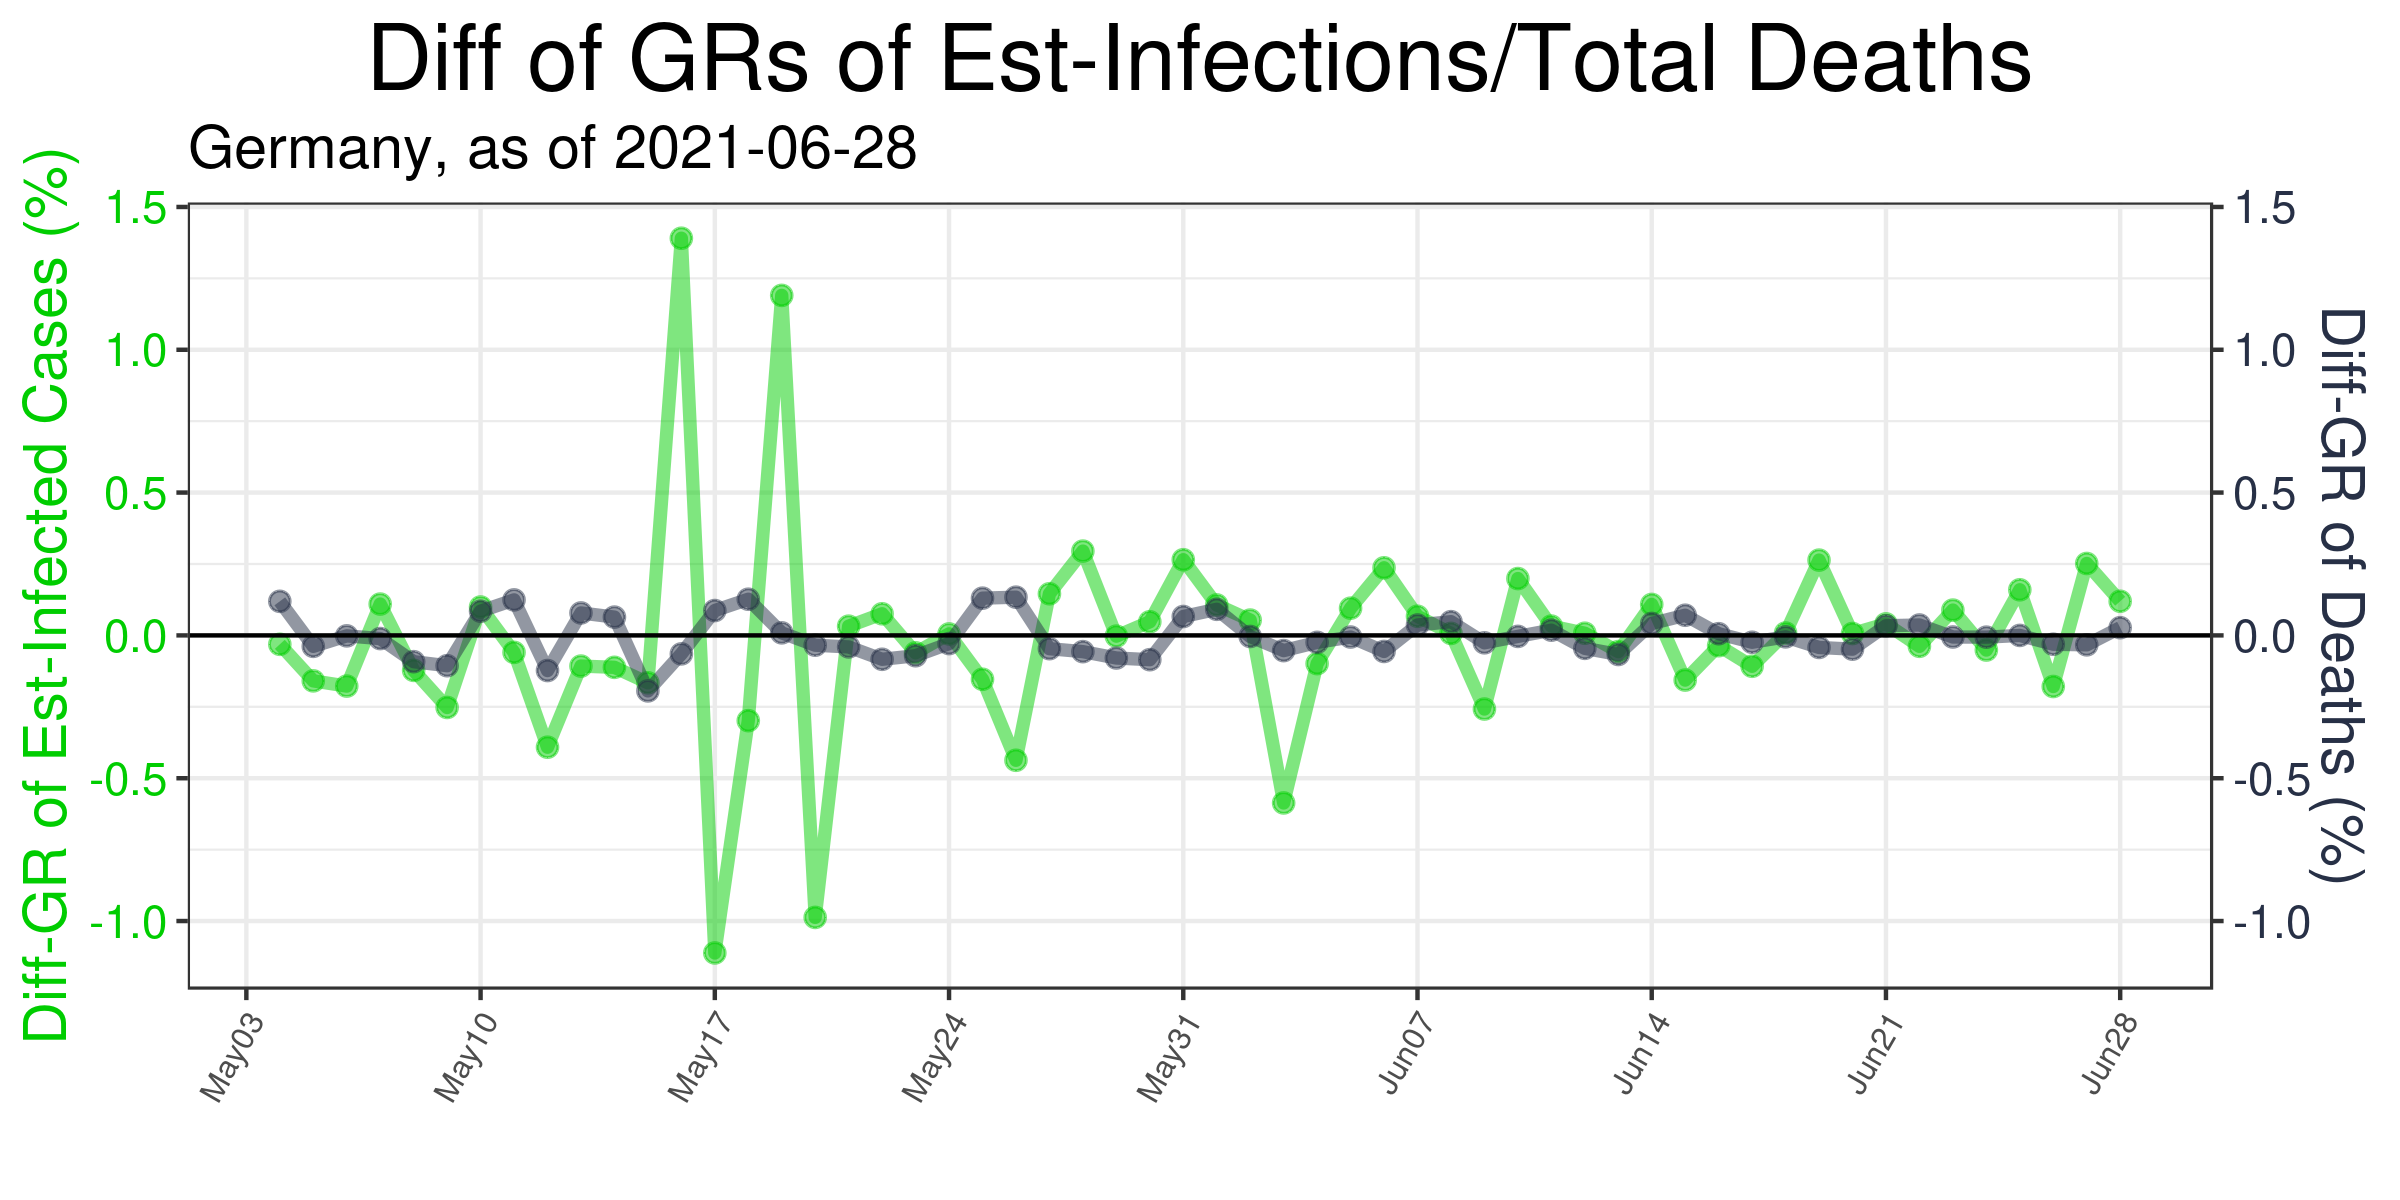 Diff of GRs of Est-Infections/Total Deaths
Germany, as of 2021-06-28
Diff-GR of Est-Infected Cases (%)
1.5
1.0
0.5
0.0
-0.5
-1.0
1.5
1.0
0.5
0.0
-0.5
-1.0
Diff-GR of Deaths (%)
May03
May10
May17
May24
May31
Jun07
Jun14
Jun21
Jun28